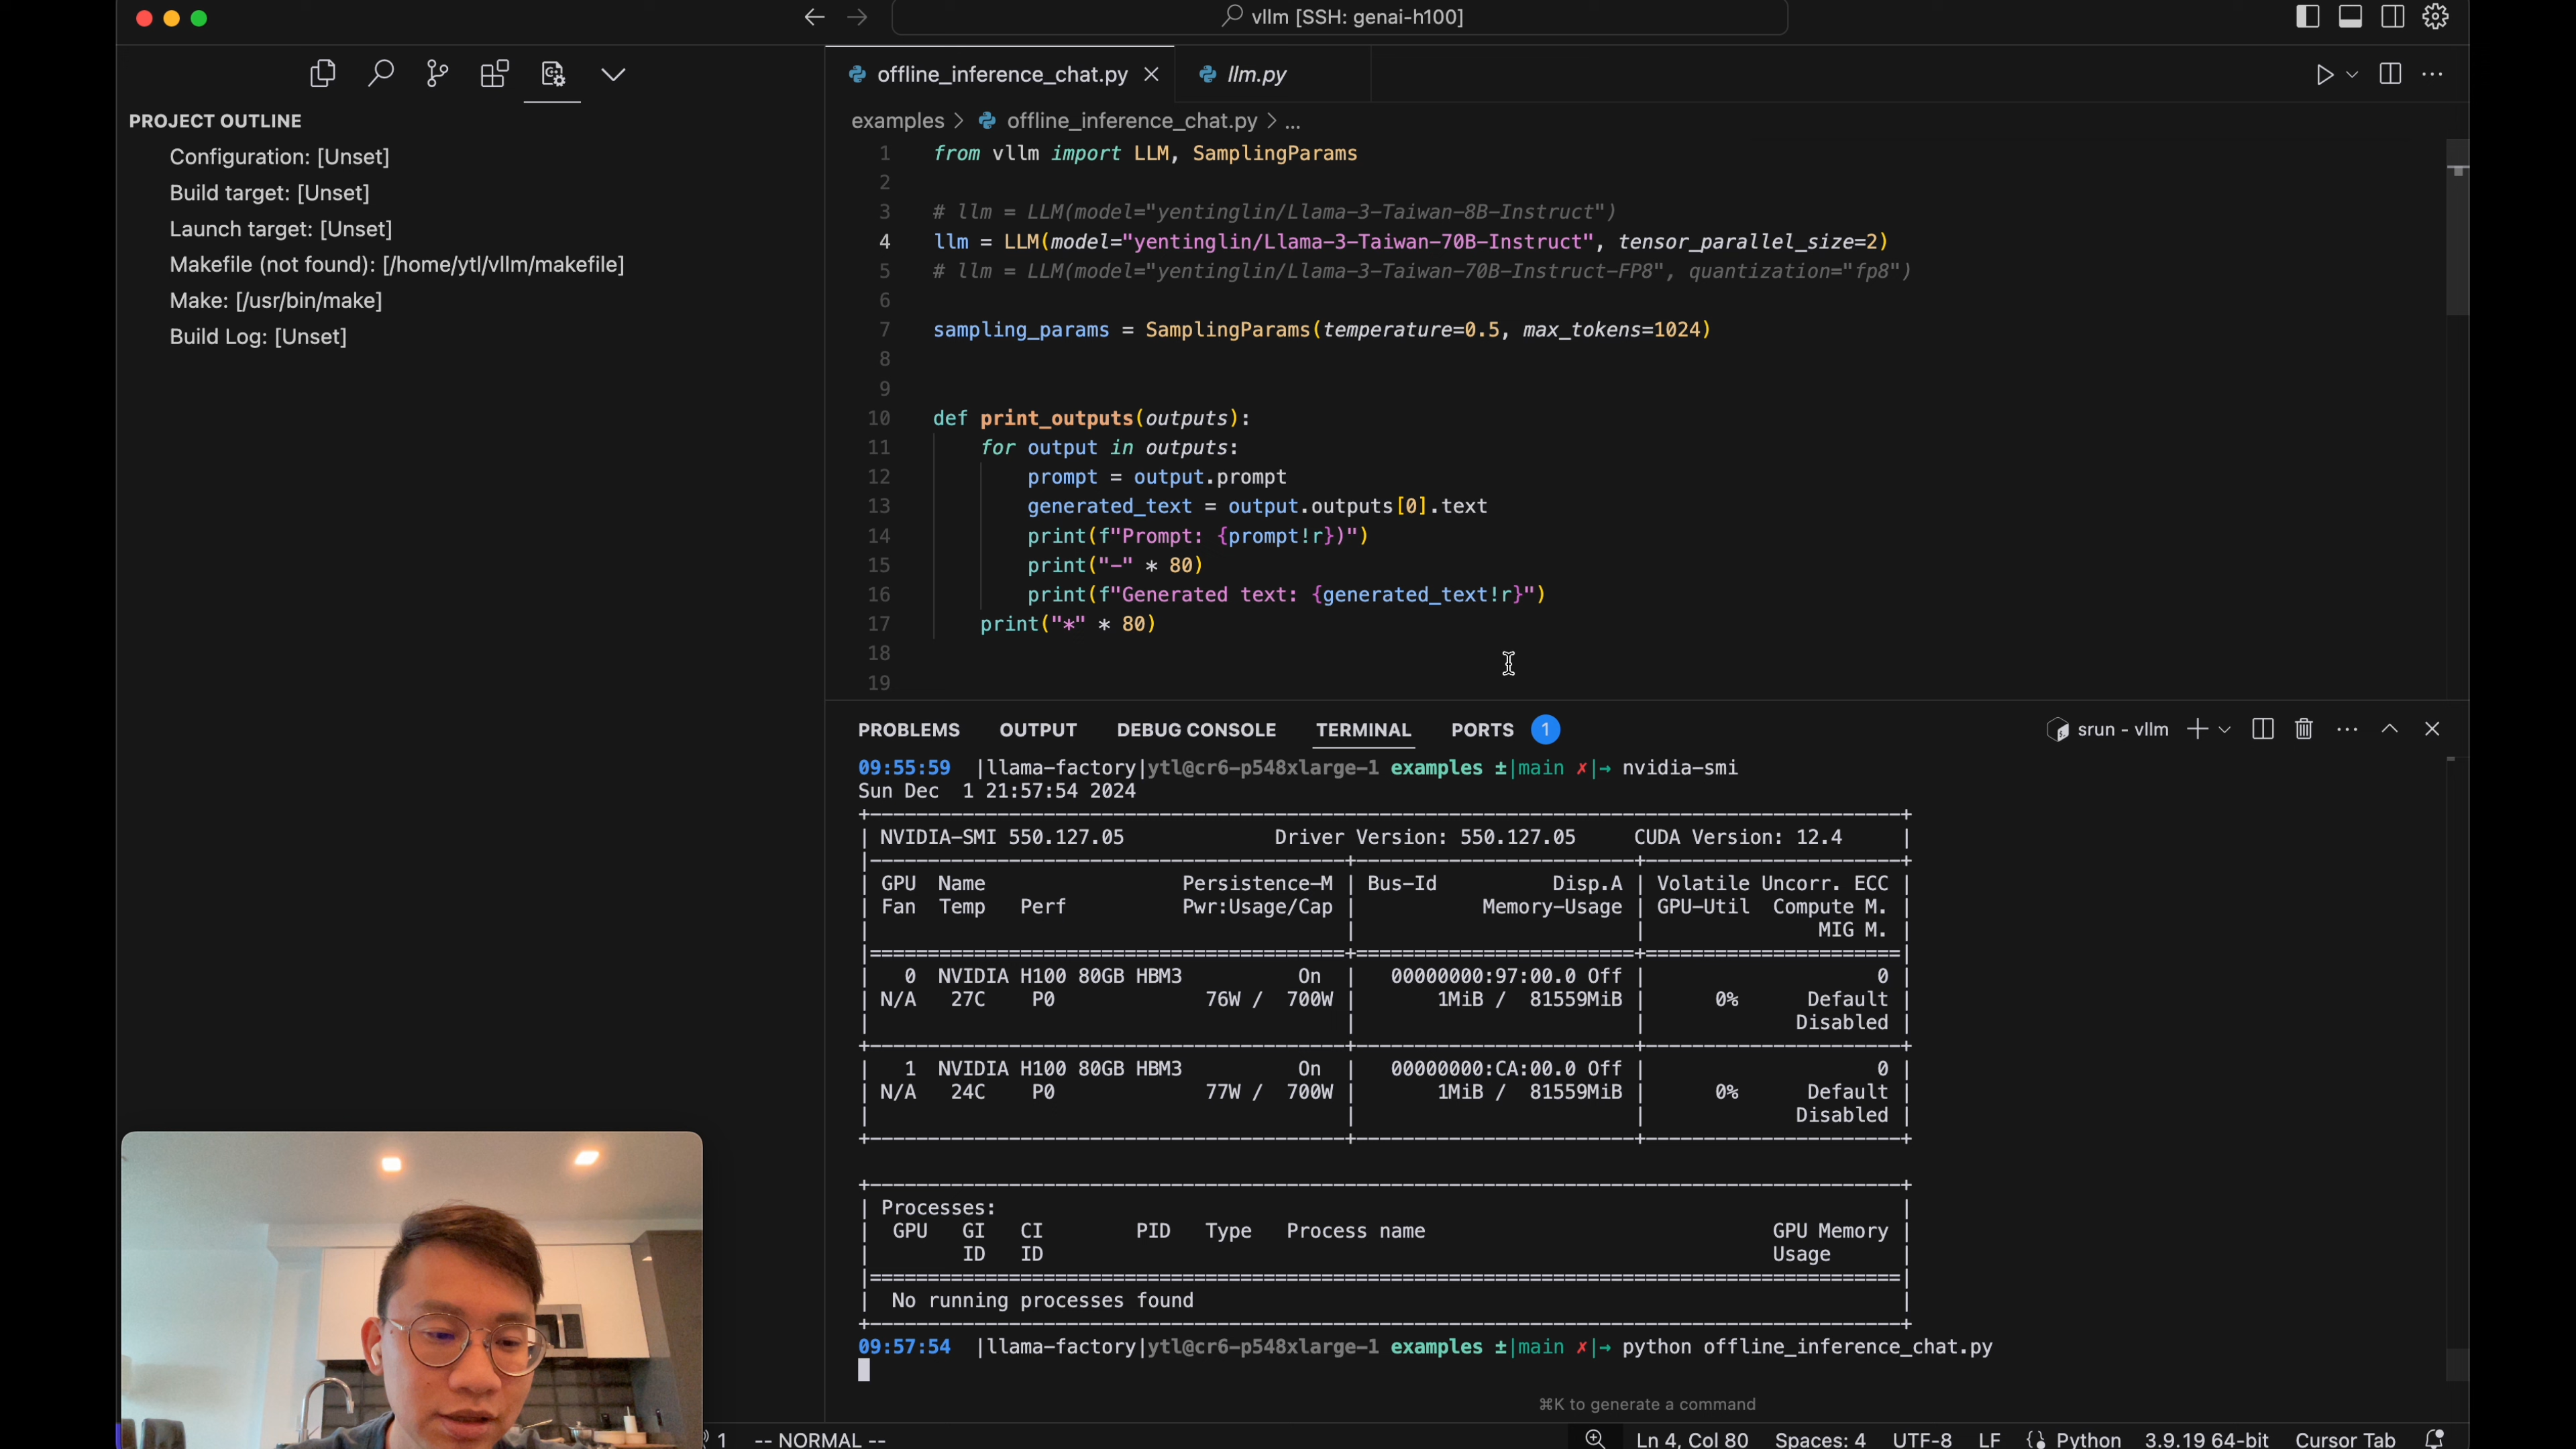 vllm [SSH: genai-h100]
offline_inference_chat.py
llm.py
PROJECT OUTLINE
Configuration: [Unset]
Build target: [Unset]
Launch target: [Unset]
Makefile (not found): [/home/ytl/vllm/makefile]
Make: [/usr/bin/make]
Build Log: [Unset]
examples > offline_inference_chat.py > ...
1 from vllm import LLM, SamplingParams
2
3 # llm = LLM(model="yentinglin/Llama-3-Taiwan-8B-Instruct")
4 llm = LLM(model="yentinglin/Llama-3-Taiwan-70B-Instruct", tensor_parallel_size=2)
5 # llm = LLM(model="yentinglin/Llama-3-Taiwan-70B-Instruct-FP8", quantization="fp8")
6
7 sampling_params = SamplingParams(temperature=0.5, max_tokens=1024)
8
9
10 def print_outputs(outputs):
11 for output in outputs:
12 prompt = output.prompt
13 generated_text = output.outputs[0].text
14 print(f"Prompt: {prompt!r})")
15 print("-" * 80)
16 print(f"Generated text: {generated_text!r}")
17 print("*" * 80)
18
19
PROBLEMS OUTPUT DEBUG CONSOLE TERMINAL PORTS 1
srun - vllm
09:55:59 |llama-factory|ytl@cr6-p548xlarge-1 examples ±|main ✗|→ nvidia-smi
Sun Dec 1 21:57:54 2024
NVIDIA-SMI 550.127.05 Driver Version: 550.127.05 CUDA Version: 12.4
GPU Name Persistence-M | Bus-Id Disp.A | Volatile Uncorr. ECC
Fan Temp Perf Pwr:Usage/Cap | Memory-Usage | GPU-Util Compute M.
MIG M.
0 NVIDIA H100 80GB HBM3 On | 00000000:97:00.0 Off | 0
N/A 27C P0 76W / 700W | 1MiB / 81559MiB | 0% Default
Disabled
1 NVIDIA H100 80GB HBM3 On | 00000000:CA:00.0 Off | 0
N/A 24C P0 77W / 700W | 1MiB / 81559MiB | 0% Default
Disabled
Processes:
GPU GI CI PID Type Process name GPU Memory
ID ID Usage
No running processes found
09:57:54 |llama-factory|ytl@cr6-p548xlarge-1 examples ±|main ✗|→ python offline_inference_chat.py
⌘K to generate a command
1 -- NORMAL --
Ln 4, Col 80 Spaces: 4 UTF-8 LF Python 3.9.19 64-bit Cursor Tab